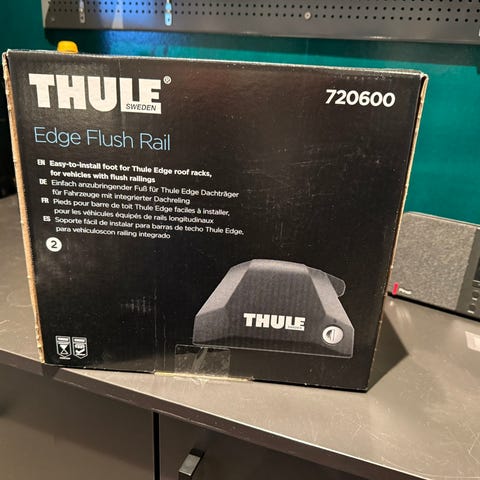 THULE®
SWEDEN
720600
Edge Flush Rail
EN Easy-to-install foot for Thule Edge roof racks,
for vehicles with flush railings
DE Einfach anzubringender Fuß für Thule Edge Dachträger
für Fahrzeuge mit integrierter Dachreling
FR Pieds pour barre de toit Thule Edge faciles à installer,
pour les véhicules équipés de rails longitudinaux
ES Soporte fácil de instalar para barras de techo Thule Edge,
para vehículoscon railing integrado
2
THULE